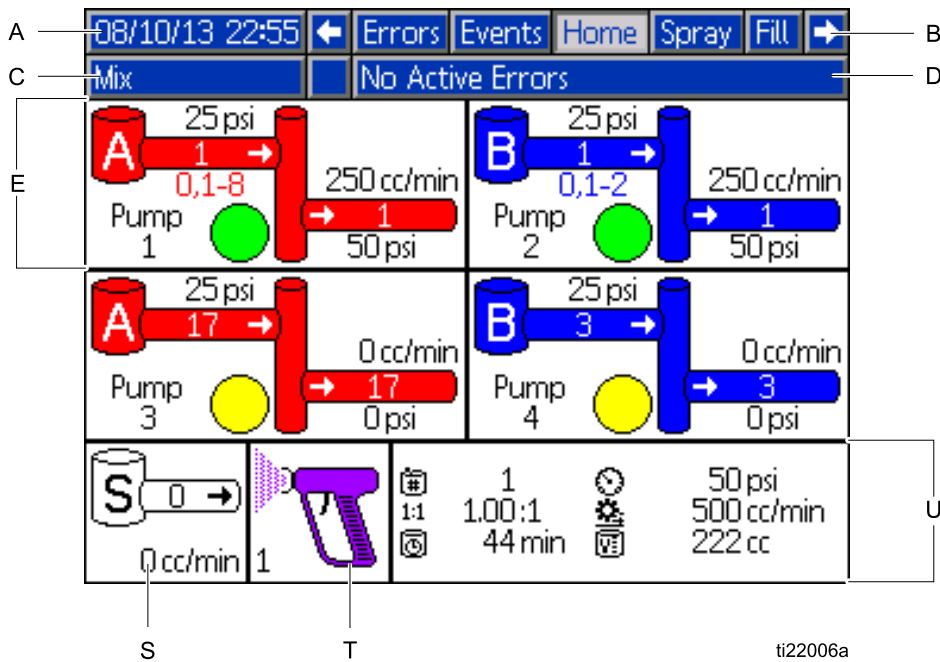 A
08/10/13 22:55
Errors
Events
Home
Spray
Fill
B
C
Mix
No Active Errors
D
E
A
25 psi
1
0,1-8
Pump
1
250 cc/min
1
50 psi
B
25 psi
1
0,1-2
Pump
2
250 cc/min
1
50 psi
A
25 psi
17
Pump
3
0 cc/min
17
0 psi
B
25 psi
3
Pump
4
0 cc/min
3
0 psi
S
0
0 cc/min
1
#
1
1:1
1.00:1
44 min
50 psi
500 cc/min
222 cc
U
S
T
ti22006a